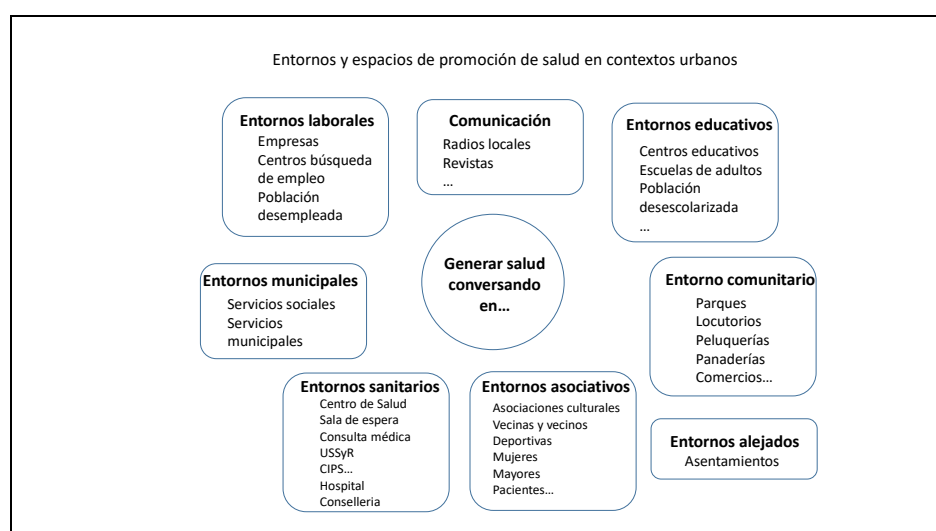 Entornos y espacios de promoción de salud en contextos urbanos
Entornos laborales
Empresas
Centros búsqueda
de empleo
Población
desempleada
Comunicación
Radios locales
Revistas
...
Entornos educativos
Centros educativos
Escuelas de adultos
Población
desescolarizada
...
Entornos municipales
Servicios sociales
Servicios
municipales
Generar salud
conversando
en...
Entorno comunitario
Parques
Locutorios
Peluquerías
Panaderías
Comercios...
Entornos sanitarios
Centro de Salud
Sala de espera
Consulta médica
USSyR
CIPS...
Hospital
Conselleria
Entornos asociativos
Asociaciones culturales
Vecinas y vecinos
Deportivas
Mujeres
Mayores
Pacientes...
Entornos alejados
Asentamientos